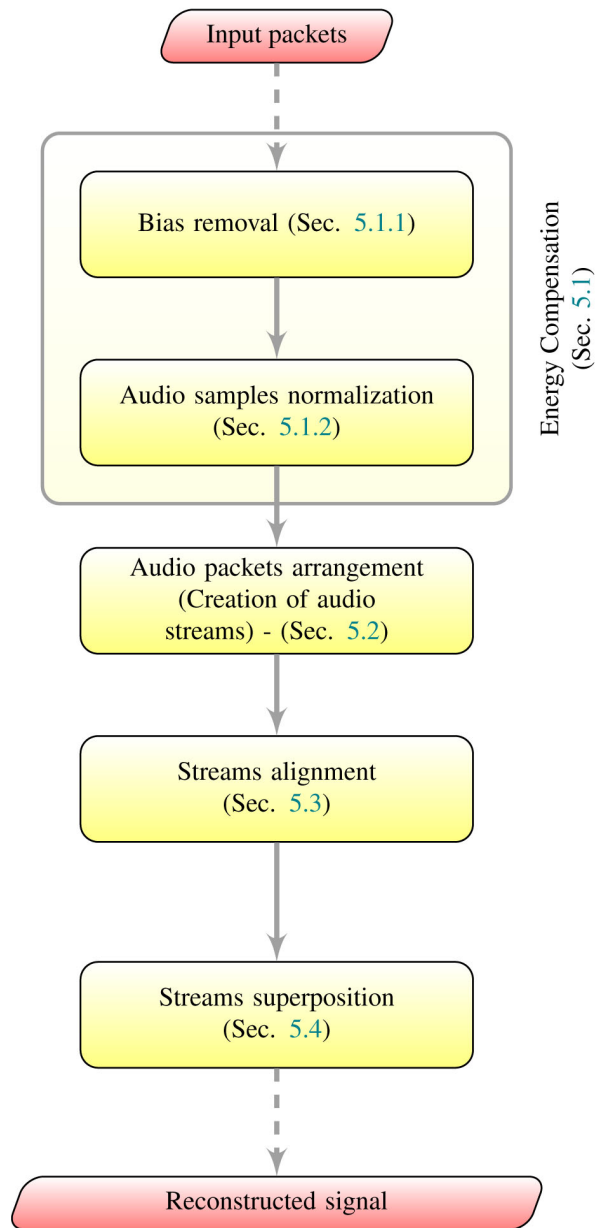 Input packets
Bias removal (Sec. 5.1.1)
Audio samples normalization
(Sec. 5.1.2)
Energy Compensation
(Sec. 5.1)
Audio packets arrangement
(Creation of audio
streams) - (Sec. 5.2)
Streams alignment
(Sec. 5.3)
Streams superposition
(Sec. 5.4)
Reconstructed signal